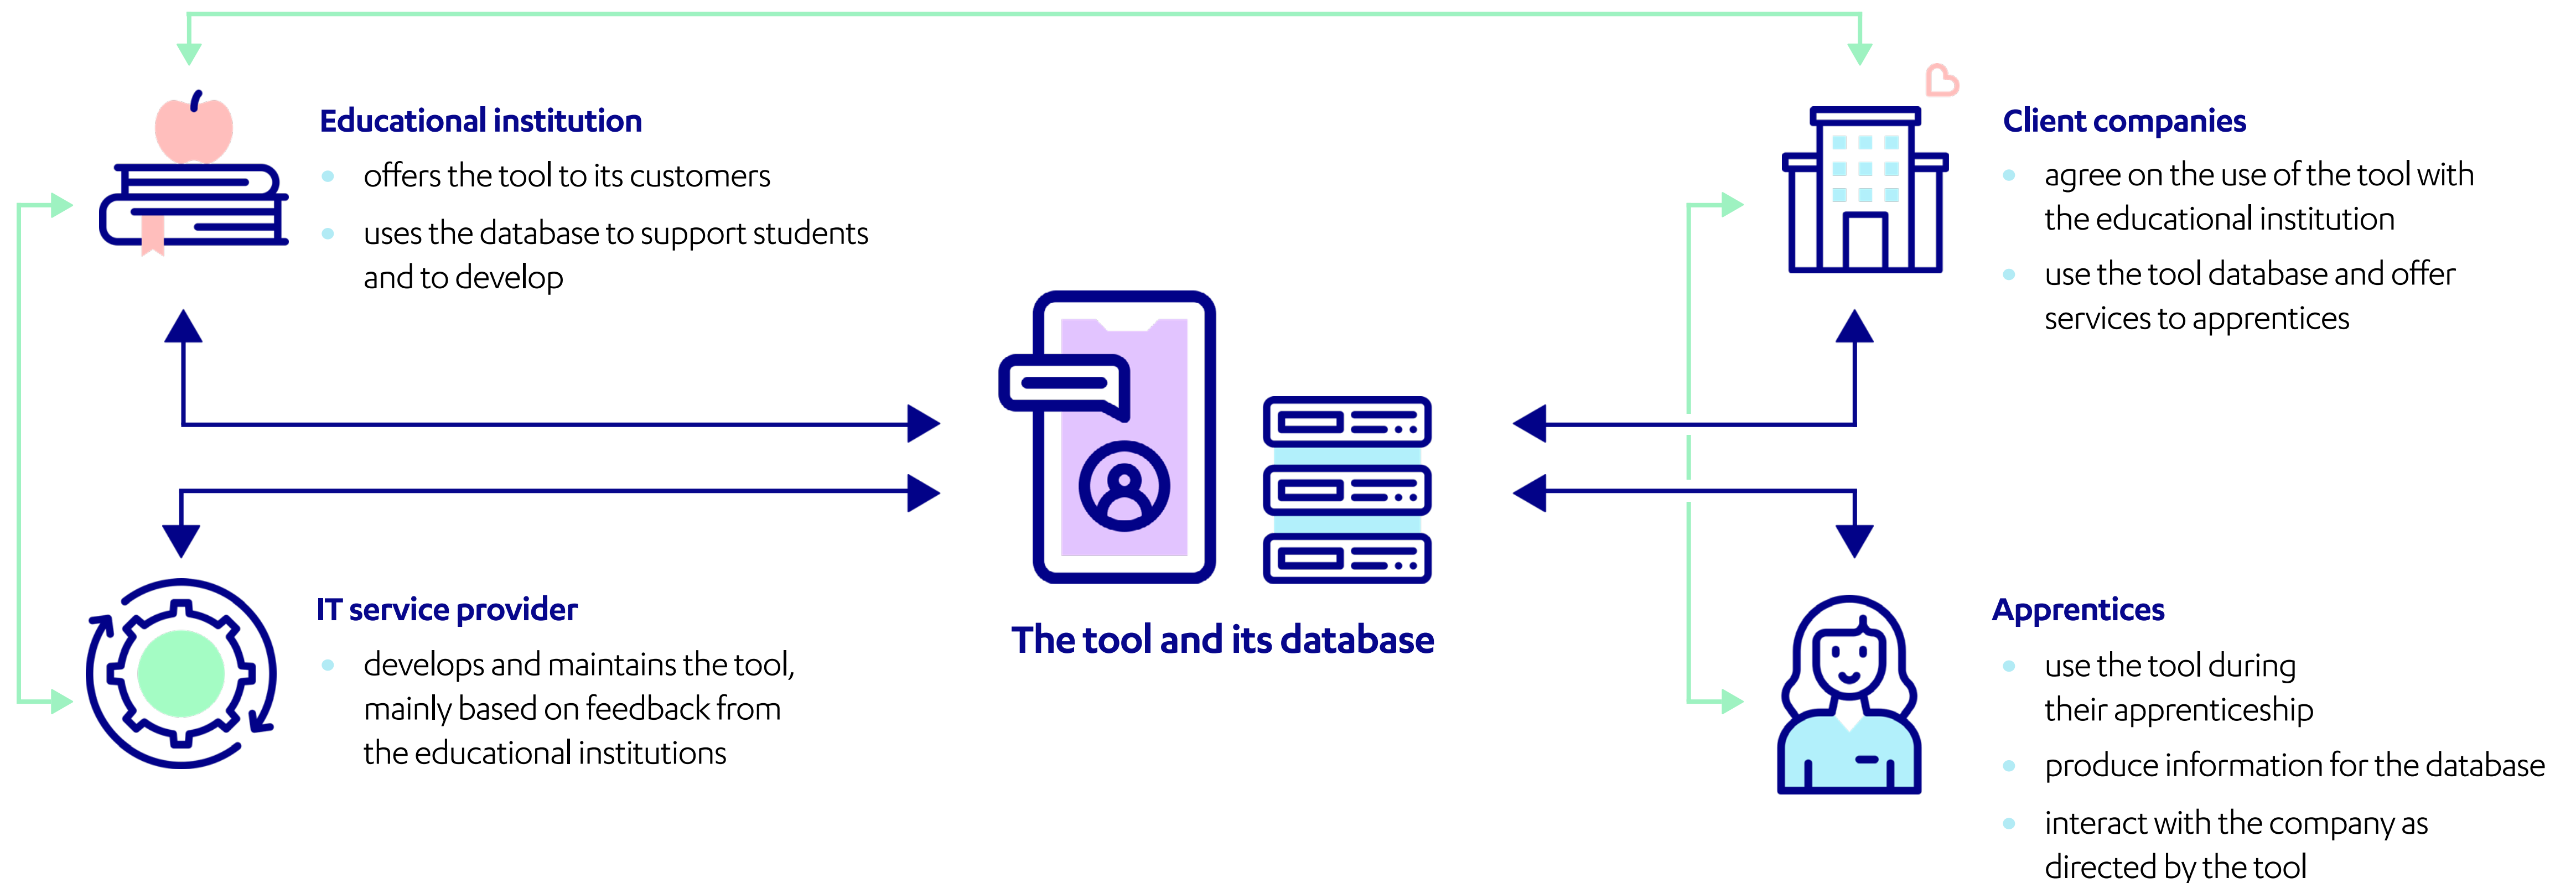 Educational institution
offers the tool to its customers
uses the database to support students
and to develop
Client companies
agree on the use of the tool with
the educational institution
use the tool database and offer
services to apprentices
The tool and its database
IT service provider
develops and maintains the tool,
mainly based on feedback from
the educational institutions
Apprentices
use the tool during
their apprenticeship
produce information for the database
interact with the company as
directed by the tool